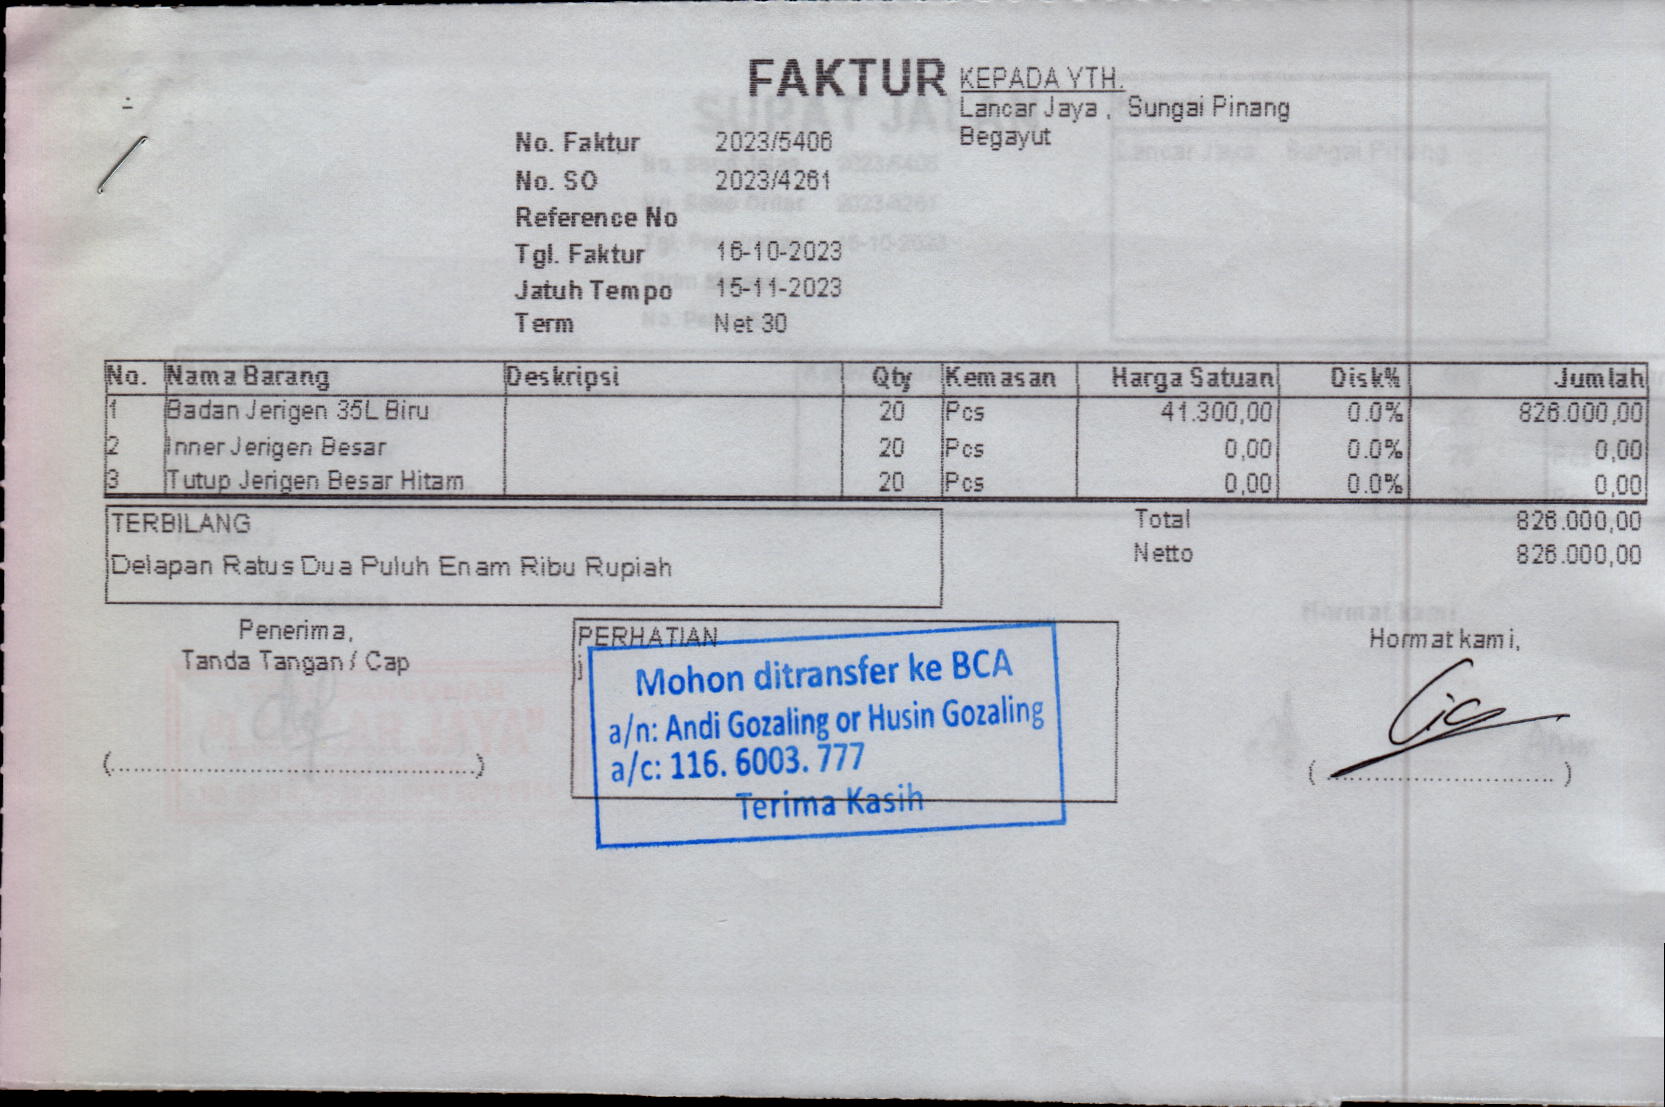 FAKTUR
KEPADA YTH.
Lancar Jaya , Sungai Pinang
Begayut
No. Faktur 2023/5406
No. SO 2023/4261
Reference No
Tgl. Faktur 16-10-2023
Jatuh Tempo 15-11-2023
Term Net 30
No. Nama Barang Deskripsi Qty Kemasan Harga Satuan Disk% Jumlah
1 Badan Jerigen 35L Biru 20 Pcs 41.300,00 0.0% 826.000,00
2 Inner Jerigen Besar 20 Pcs 0,00 0.0% 0,00
3 Tutup Jerigen Besar Hitam 20 Pcs 0,00 0.0% 0,00
TERBILANG
Delapan Ratus Dua Puluh Enam Ribu Rupiah
Total 826.000,00
Netto 826.000,00
Penerima,
Tanda Tangan / Cap
(..............................................)
PERHATIAN
j
Mohon ditransfer ke BCA
a/n: Andi Gozaling or Husin Gozaling
a/c: 116. 6003. 777
Terima Kasih
Hormat kami,
( ............................. )